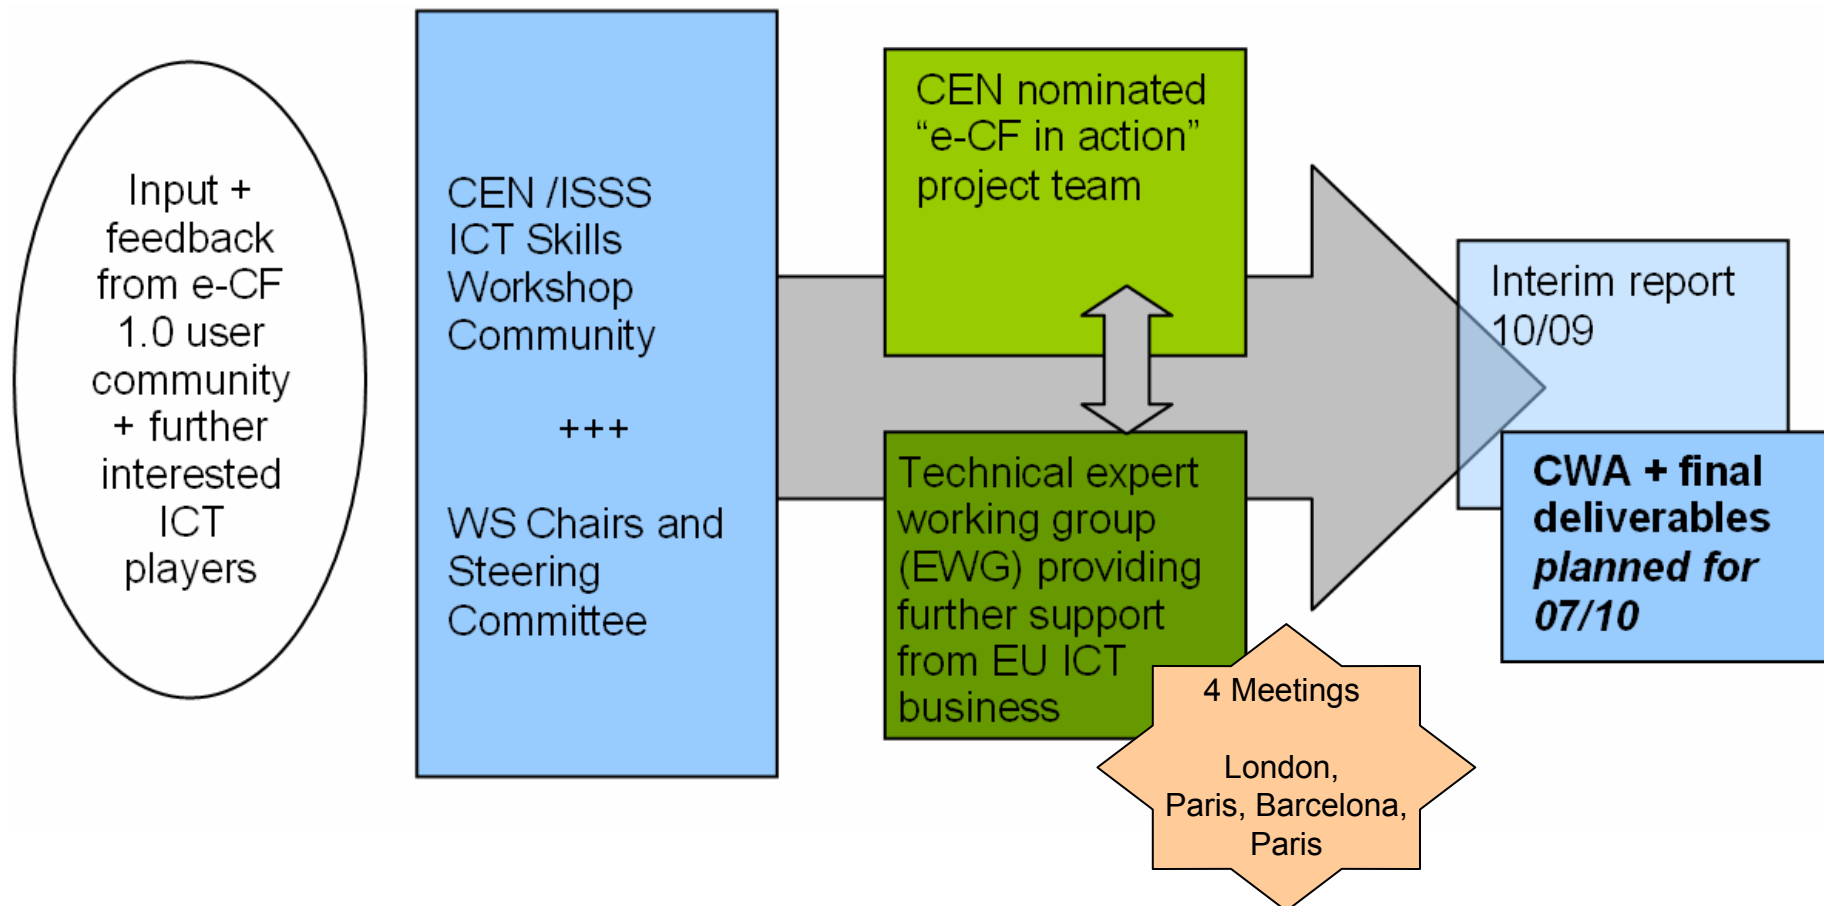 Input +
feedback
from e-CF
1.0 user
community
+ further
interested
ICT
players
CEN /ISSS
ICT Skills
Workshop
Community
+++
WS Chairs and
Steering
Committee
CEN nominated
“e-CF in action”
project team
Technical expert
working group
(EWG) providing
further support
from EU ICT
business
4 Meetings
London,
Paris, Barcelona,
Paris
Interim report
10/09
CWA + final
deliverables
planned for
07/10